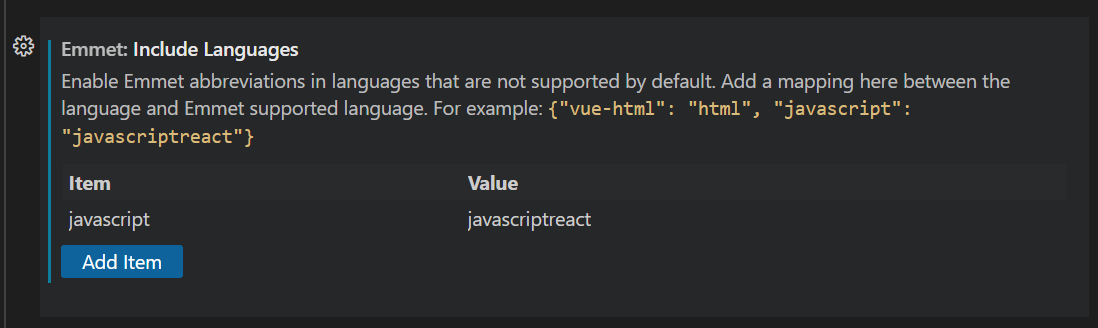 Emmet: Include Languages
Enable Emmet abbreviations in languages that are not supported by default. Add a mapping here between the
language and Emmet supported language. For example: {"vue-html": "html", "javascript":
"javascriptreact"}
Item Value
javascript javascriptreact
Add Item